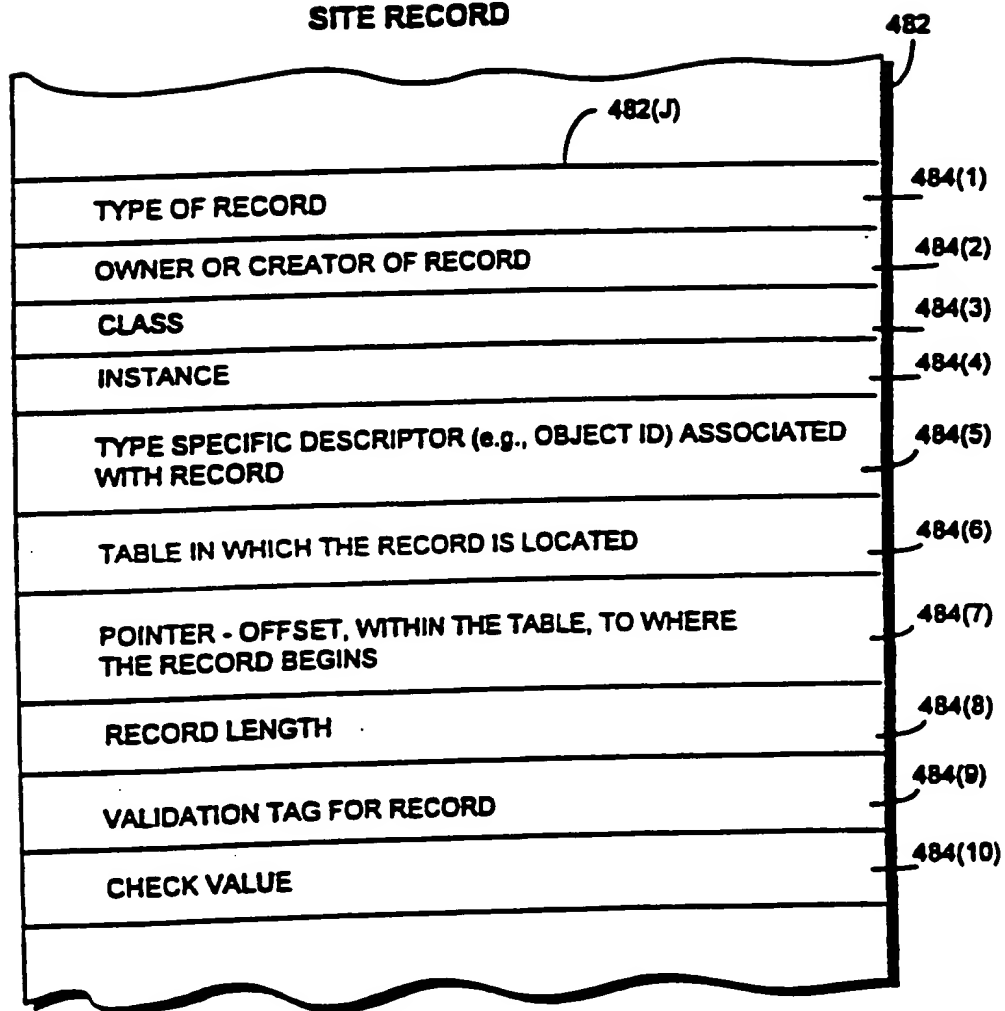 SITE RECORD
482
482(J)
TYPE OF RECORD
484(1)
OWNER OR CREATOR OF RECORD
484(2)
CLASS
484(3)
INSTANCE
484(4)
TYPE SPECIFIC DESCRIPTOR (e.g., OBJECT ID) ASSOCIATED
WITH RECORD
484(5)
TABLE IN WHICH THE RECORD IS LOCATED
484(6)
POINTER - OFFSET, WITHIN THE TABLE, TO WHERE
THE RECORD BEGINS
484(7)
RECORD LENGTH
484(8)
VALIDATION TAG FOR RECORD
484(9)
CHECK VALUE
484(10)